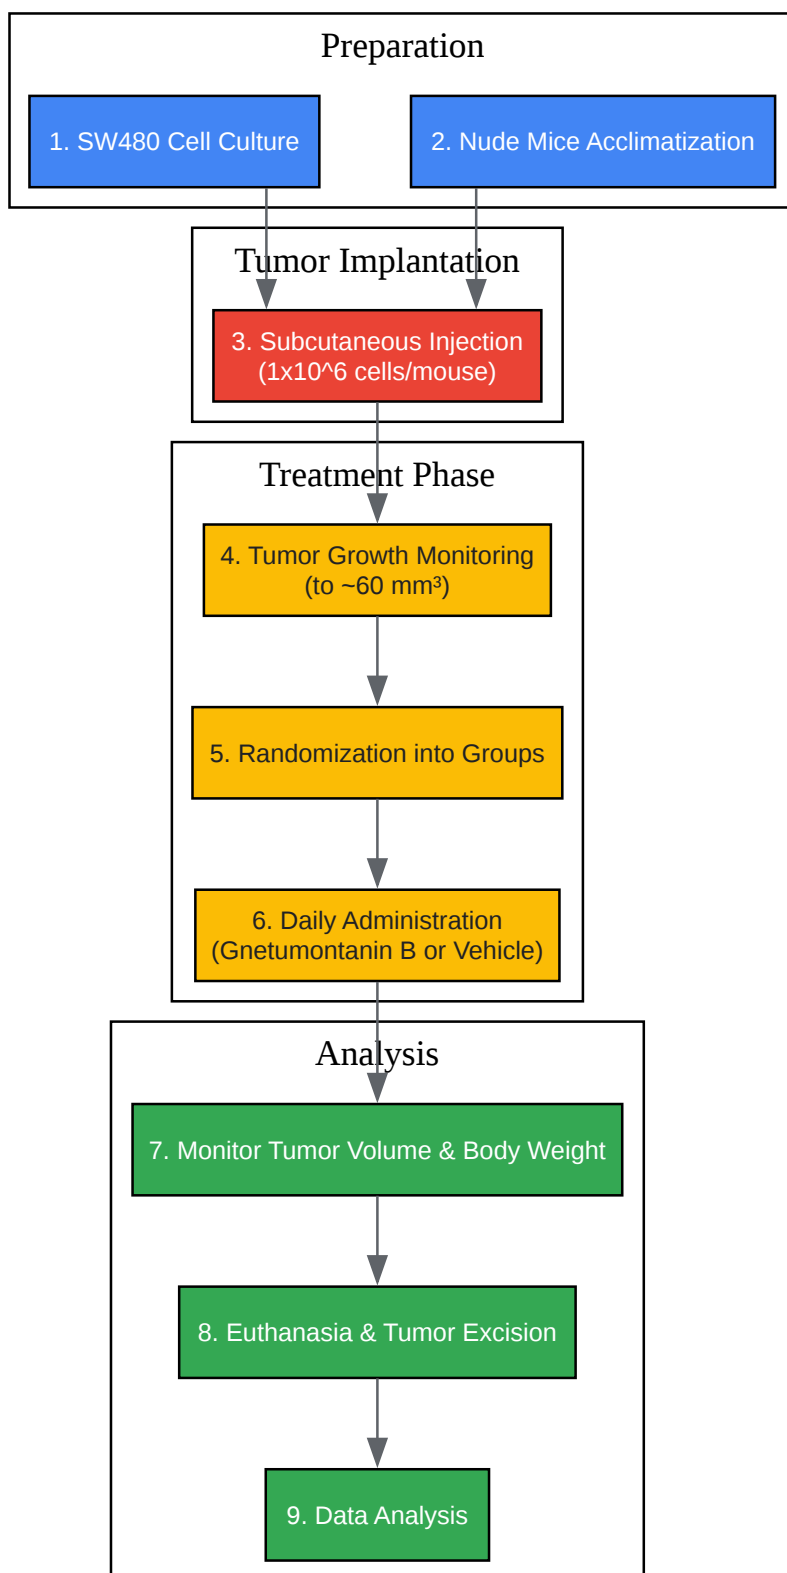 Preparation
1. SW480 Cell Culture
2. Nude Mice Acclimatization
Tumor Implantation
3. Subcutaneous Injection
(1x10^6 cells/mouse)
Treatment Phase
4. Tumor Growth Monitoring
(to ~60 mm³)
5. Randomization into Groups
6. Daily Administration
(Gnetumontanin B or Vehicle)
Analysis
7. Monitor Tumor Volume & Body Weight
8. Euthanasia & Tumor Excision
9. Data Analysis